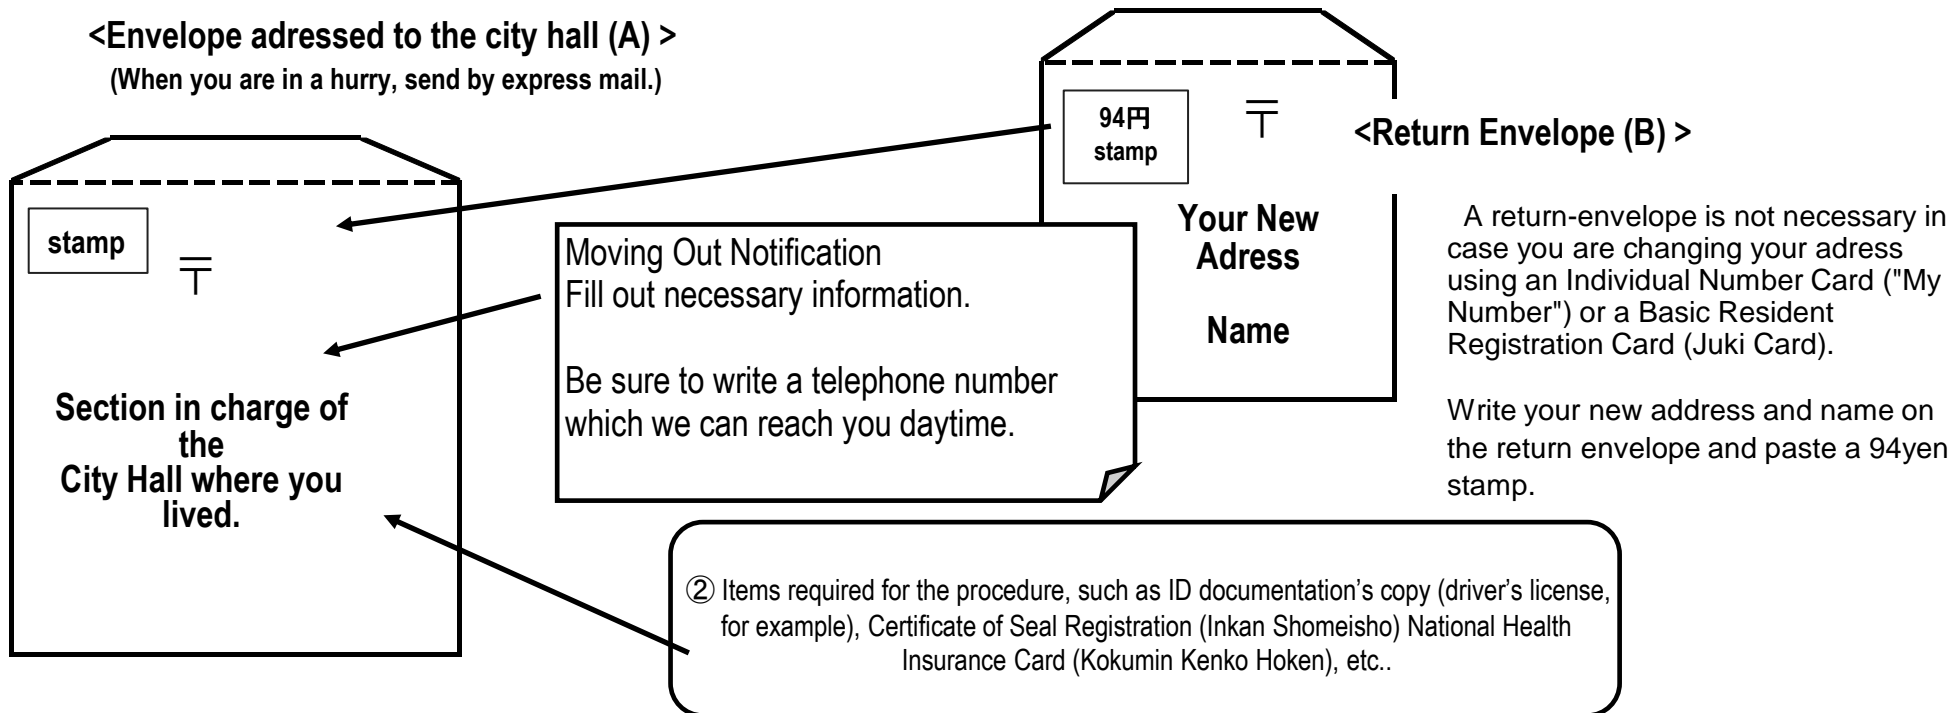 <Envelope adressed to the city hall (A) >
(When you are in a hurry, send by express mail.)
stamp
〒
Section in charge of
the
City Hall where you
lived.
94円
stamp
〒
<Return Envelope (B) >
Your New
Adress
Name
Moving Out Notification
Fill out necessary information.
Be sure to write a telephone number
which we can reach you daytime.
A return-envelope is not necessary in
case you are changing your adress
using an Individual Number Card ("My
Number") or a Basic Resident
Registration Card (Juki Card).
Write your new address and name on
the return envelope and paste a 94yen
stamp.
② Items required for the procedure, such as ID documentation’s copy (driver’s license,
for example), Certificate of Seal Registration (Inkan Shomeisho) National Health
Insurance Card (Kokumin Kenko Hoken), etc..